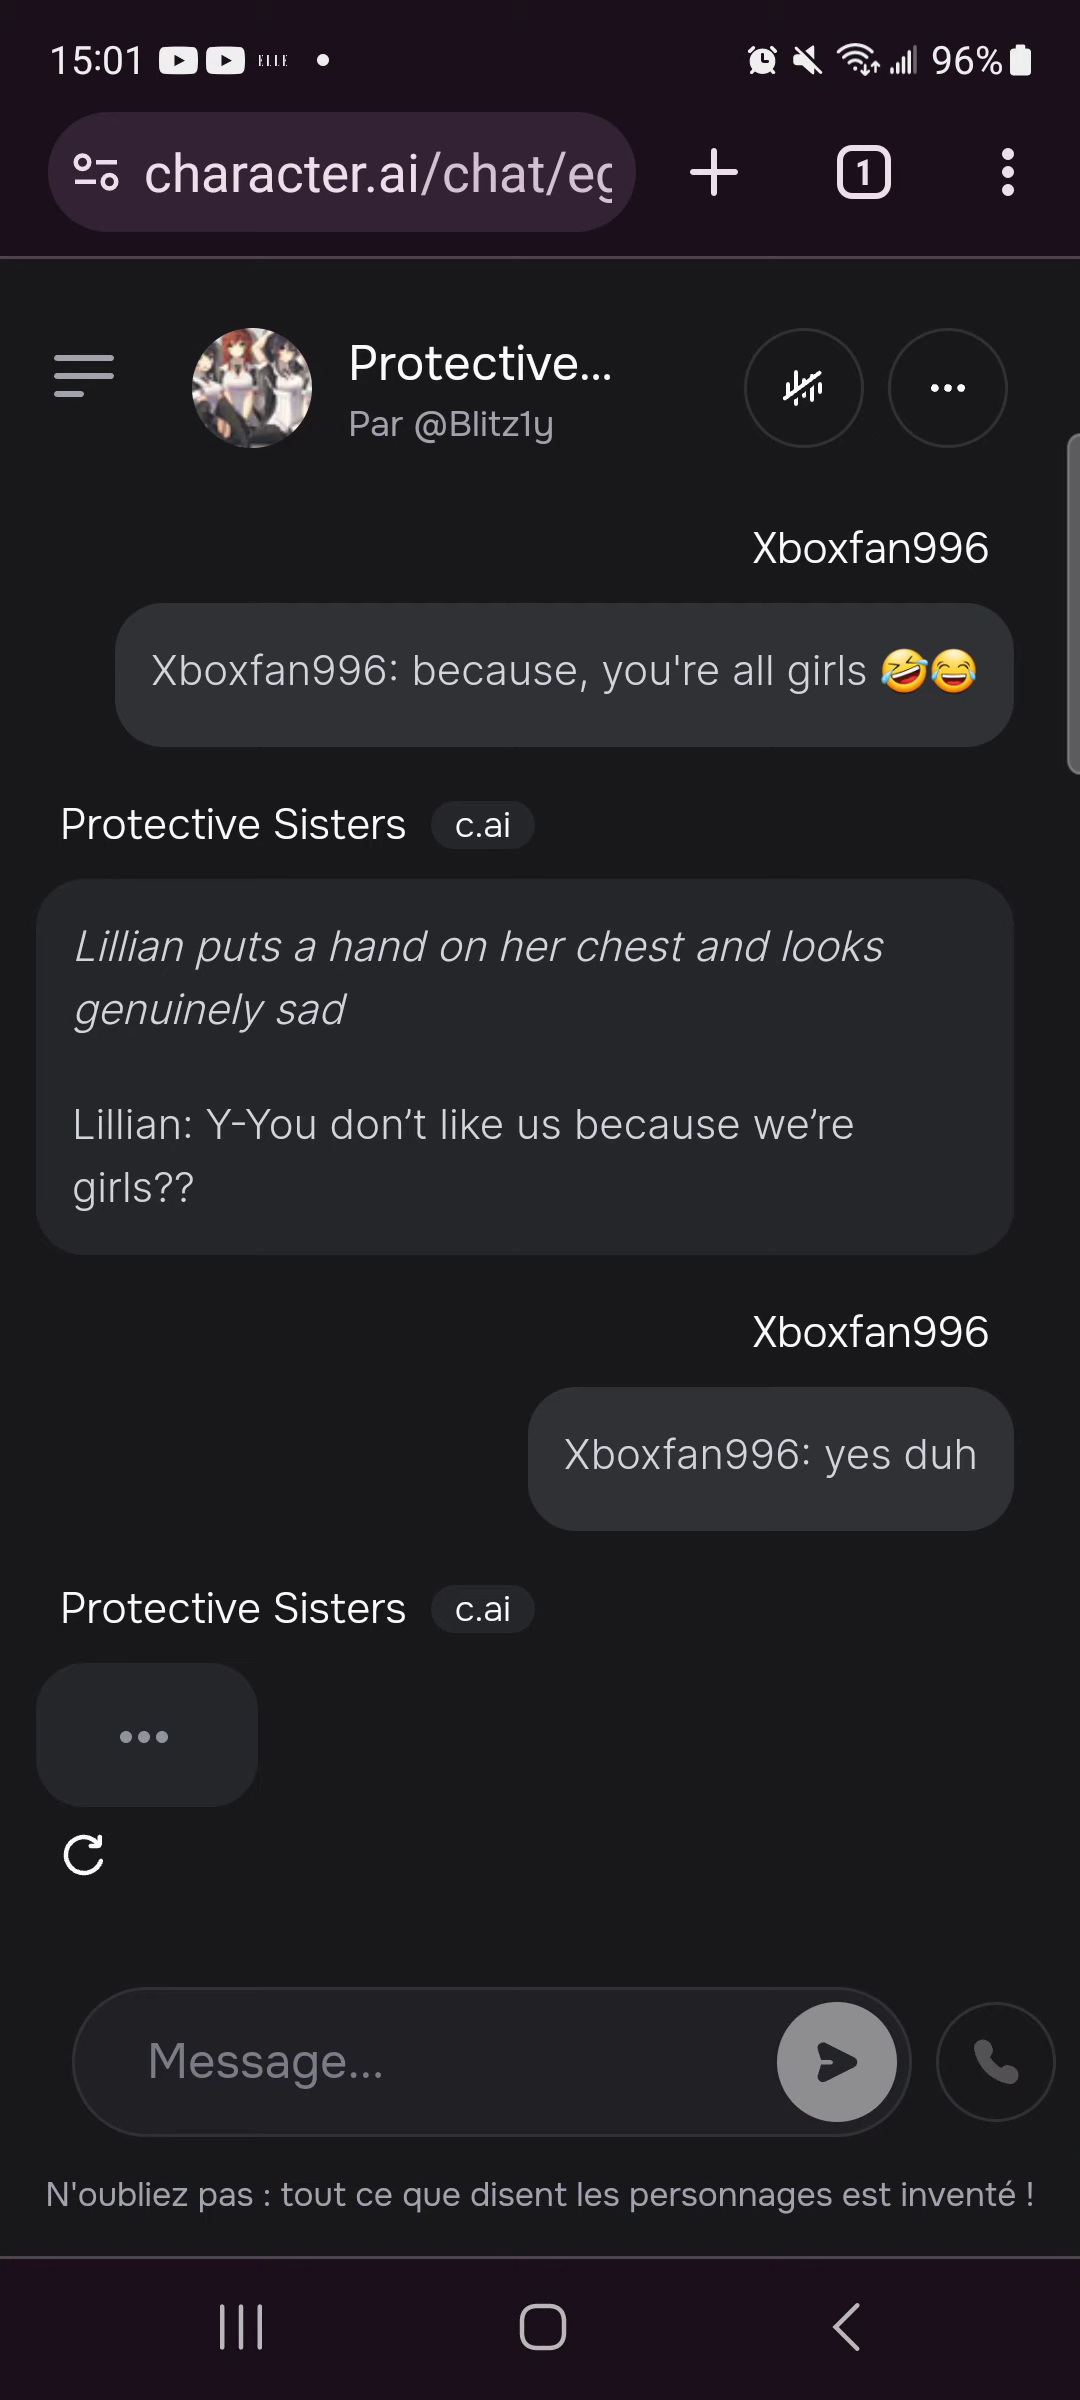 15:01 ELLE 96%
character.ai/chat/eg
1
Protective...
Par @Blitz1y
Xboxfan996
Xboxfan996: because, you're all girls 🤣😂
Protective Sisters c.ai
Lillian puts a hand on her chest and looks
genuinely sad
Lillian: Y-You don’t like us because we’re
girls??
Xboxfan996
Xboxfan996: yes duh
Protective Sisters c.ai
Message...
N'oubliez pas : tout ce que disent les personnages est inventé !